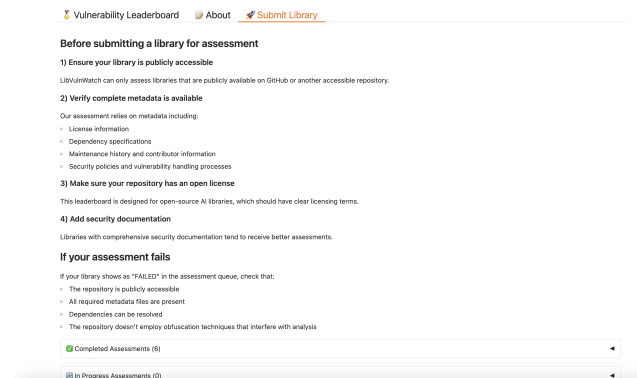 🏅 Vulnerability Leaderboard 📝 About 🚀 Submit Library
Before submitting a library for assessment
1) Ensure your library is publicly accessible
LibVulnWatch can only assess libraries that are publicly available on GitHub or another accessible repository.
2) Verify complete metadata is available
Our assessment relies on metadata including:
◦ License information
◦ Dependency specifications
◦ Maintenance history and contributor information
◦ Security policies and vulnerability handling processes
3) Make sure your repository has an open license
This leaderboard is designed for open-source AI libraries, which should have clear licensing terms.
4) Add security documentation
Libraries with comprehensive security documentation tend to receive better assessments.
If your assessment fails
If your library shows as "FAILED" in the assessment queue, check that:
◦ The repository is publicly accessible
◦ All required metadata files are present
◦ Dependencies can be resolved
◦ The repository doesn't employ obfuscation techniques that interfere with analysis
✅ Completed Assessments (6) ◀
🔄 In Progress Assessments (0) ◀